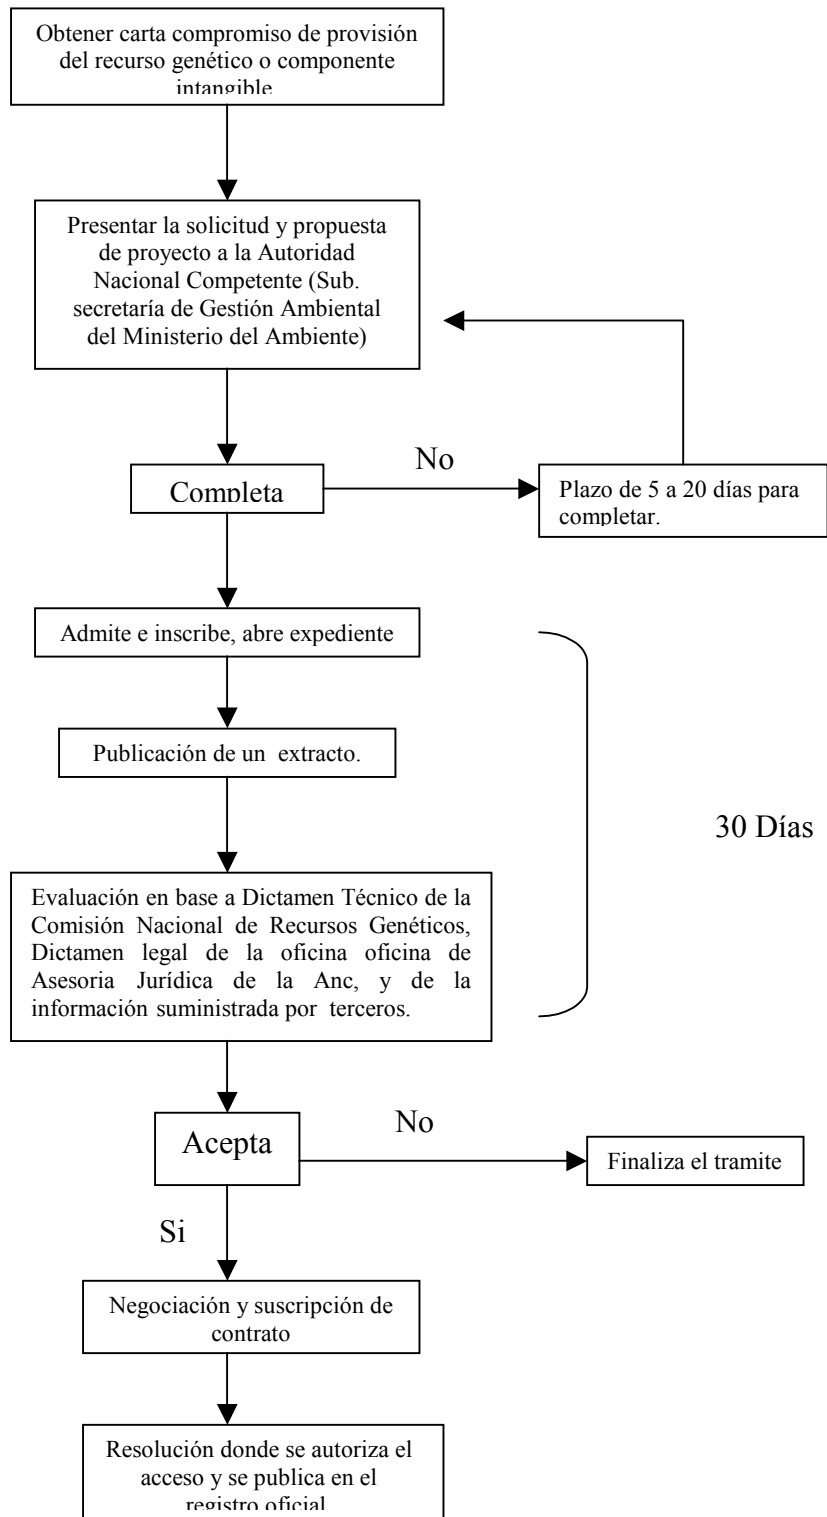 Obtener carta compromiso de provisión
del recurso genético o componente
intangible
Presentar la solicitud y propuesta
de proyecto a la Autoridad
Nacional Competente (Sub.
secretaría de Gestión Ambiental
del Ministerio del Ambiente)
No
Completa
Plazo de 5 a 20 días para
completar.
Admite e inscribe, abre expediente
Publicación de un extracto.
30 Días
Evaluación en base a Dictamen Técnico de la
Comisión Nacional de Recursos Genéticos,
Dictamen legal de la oficina oficina de
Asesoria Jurídica de la Anc, y de la
información suministrada por terceros.
No
Acepta
Finaliza el tramite
Si
Negociación y suscripción de
contrato
Resolución donde se autoriza el
acceso y se publica en el
registro oficial